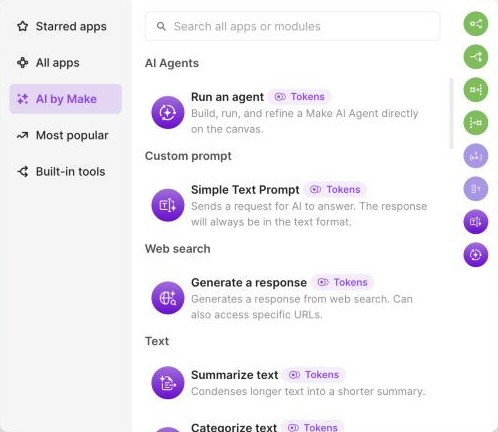 Starred apps
All apps
AI by Make
Most popular
Built-in tools
Search all apps or modules
AI Agents
Run an agent Tokens
Build, run, and refine a Make AI Agent directly
on the canvas.
Custom prompt
Simple Text Prompt Tokens
Sends a request for AI to answer. The response
will always be in the text format.
Web search
Generate a response Tokens
Generates a response from web search. Can
also access specific URLs.
Text
Summarize text Tokens
Condenses longer text into a shorter summary.
Categorize text Tokens